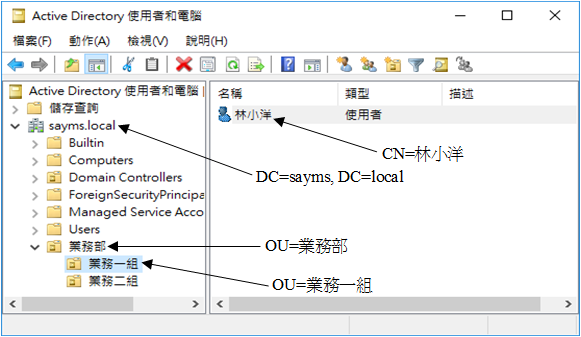 Active Directory 使用者和電腦
檔案(F) 動作(A) 檢視(V) 說明(H)
Active Directory 使用者和電腦
儲存查詢
sayms.local
Builtin
Computers
Domain Controllers
ForeignSecurityPrincipa
Managed Service Acco
Users
業務部
業務一組
業務二組
名稱 類型 描述
林小洋 使用者
CN=林小洋
DC=sayms, DC=local
OU=業務部
OU=業務一組